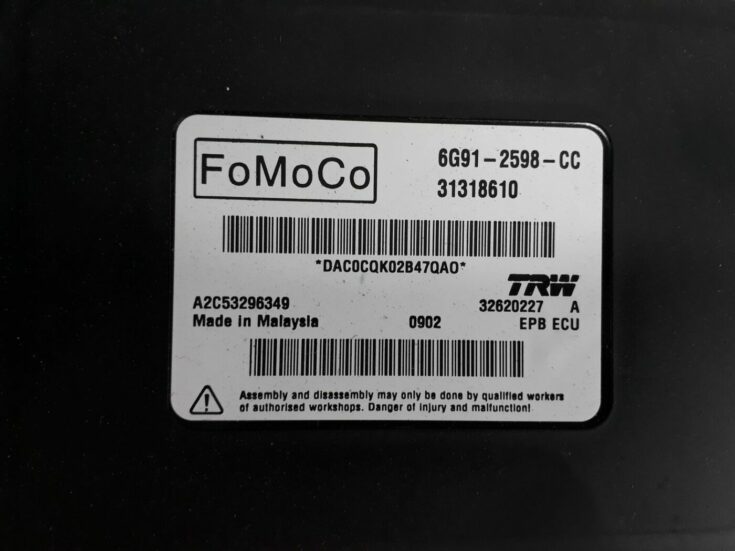 FoMoCo
6G91-2598-CC
31318610
*DAC0CQK02B47QAO*
TRW
A2C53296349
32620227 A
Made in Malaysia 0902 EPB ECU
Assembly and disassembly may only be done by qualified workers
of authorised workshops. Danger of injury and malfunction!